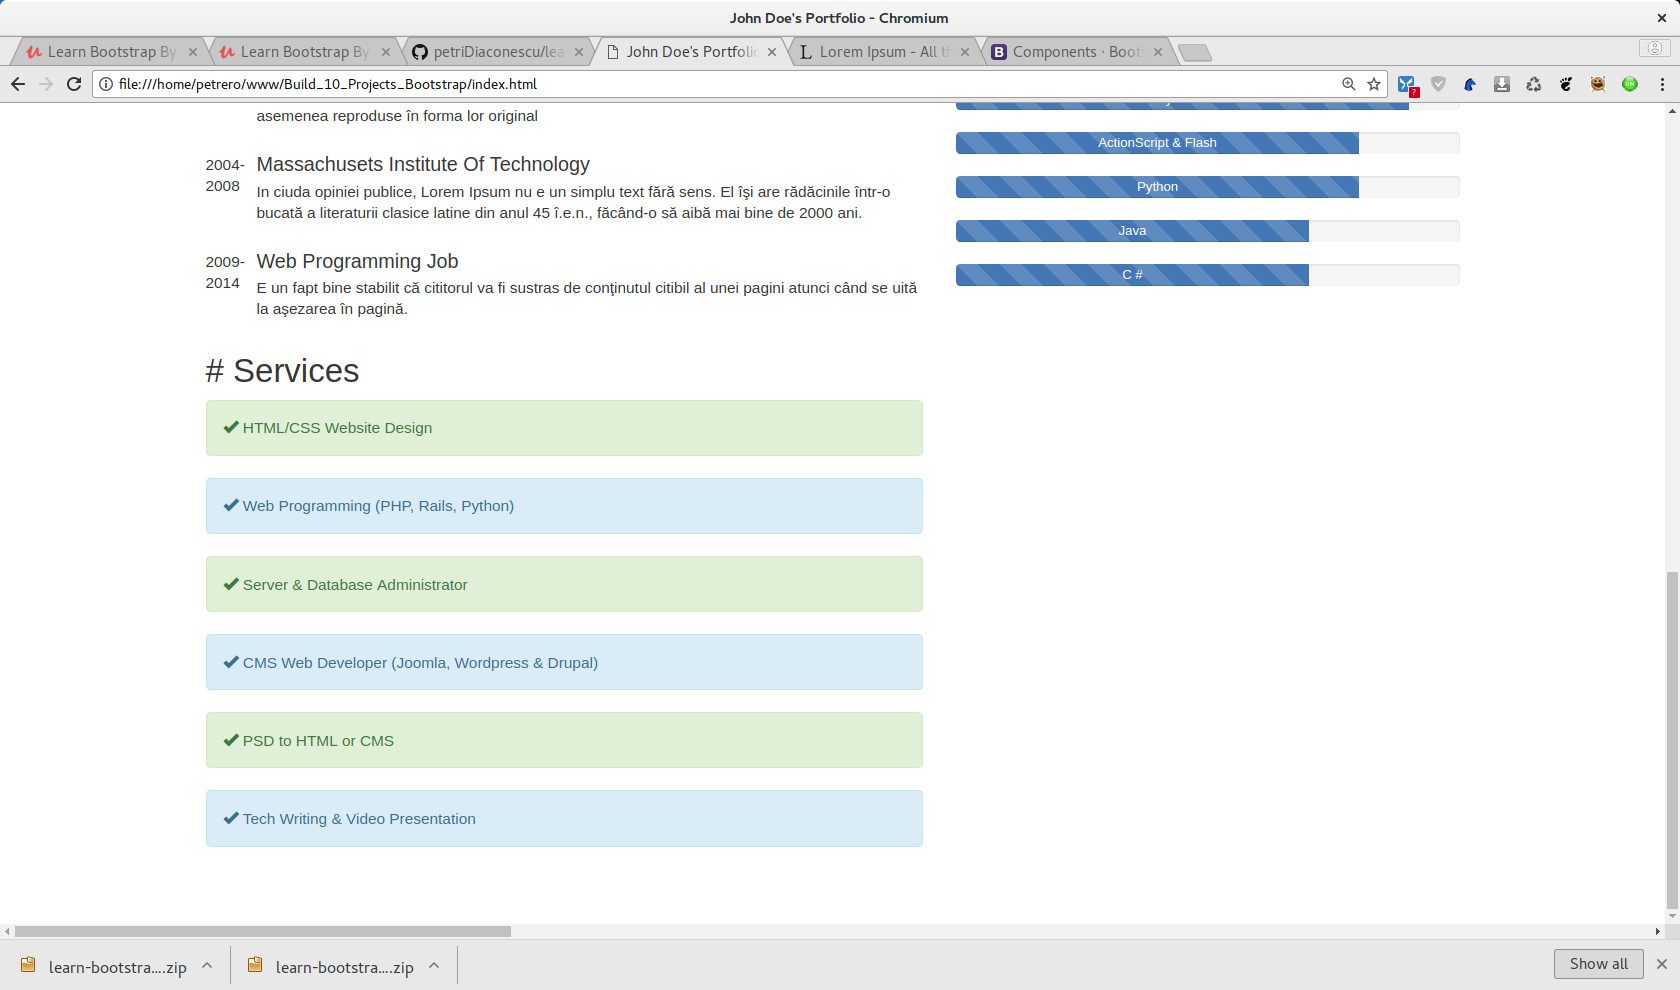 John Doe's Portfolio - Chromium
Learn Bootstrap By
Learn Bootstrap By
petriDiaconescu/lea
John Doe's Portfolio
Lorem Ipsum - All t
Components · Boots
file:///home/petrero/www/Build_10_Projects_Bootstrap/index.html
asemenea reproduse în forma lor original
2004-
2008
Massachusets Institute Of Technology
In ciuda opiniei publice, Lorem Ipsum nu e un simplu text fără sens. El îşi are rădăcinile într-o
bucată a literaturii clasice latine din anul 45 î.e.n., făcând-o să aibă mai bine de 2000 ani.
2009-
2014
Web Programming Job
E un fapt bine stabilit că cititorul va fi sustras de conţinutul citibil al unei pagini atunci când se uită
la aşezarea în pagină.
ActionScript & Flash
Python
Java
C #
# Services
HTML/CSS Website Design
Web Programming (PHP, Rails, Python)
Server & Database Administrator
CMS Web Developer (Joomla, Wordpress & Drupal)
PSD to HTML or CMS
Tech Writing & Video Presentation
learn-bootstra....zip
learn-bootstra....zip
Show all